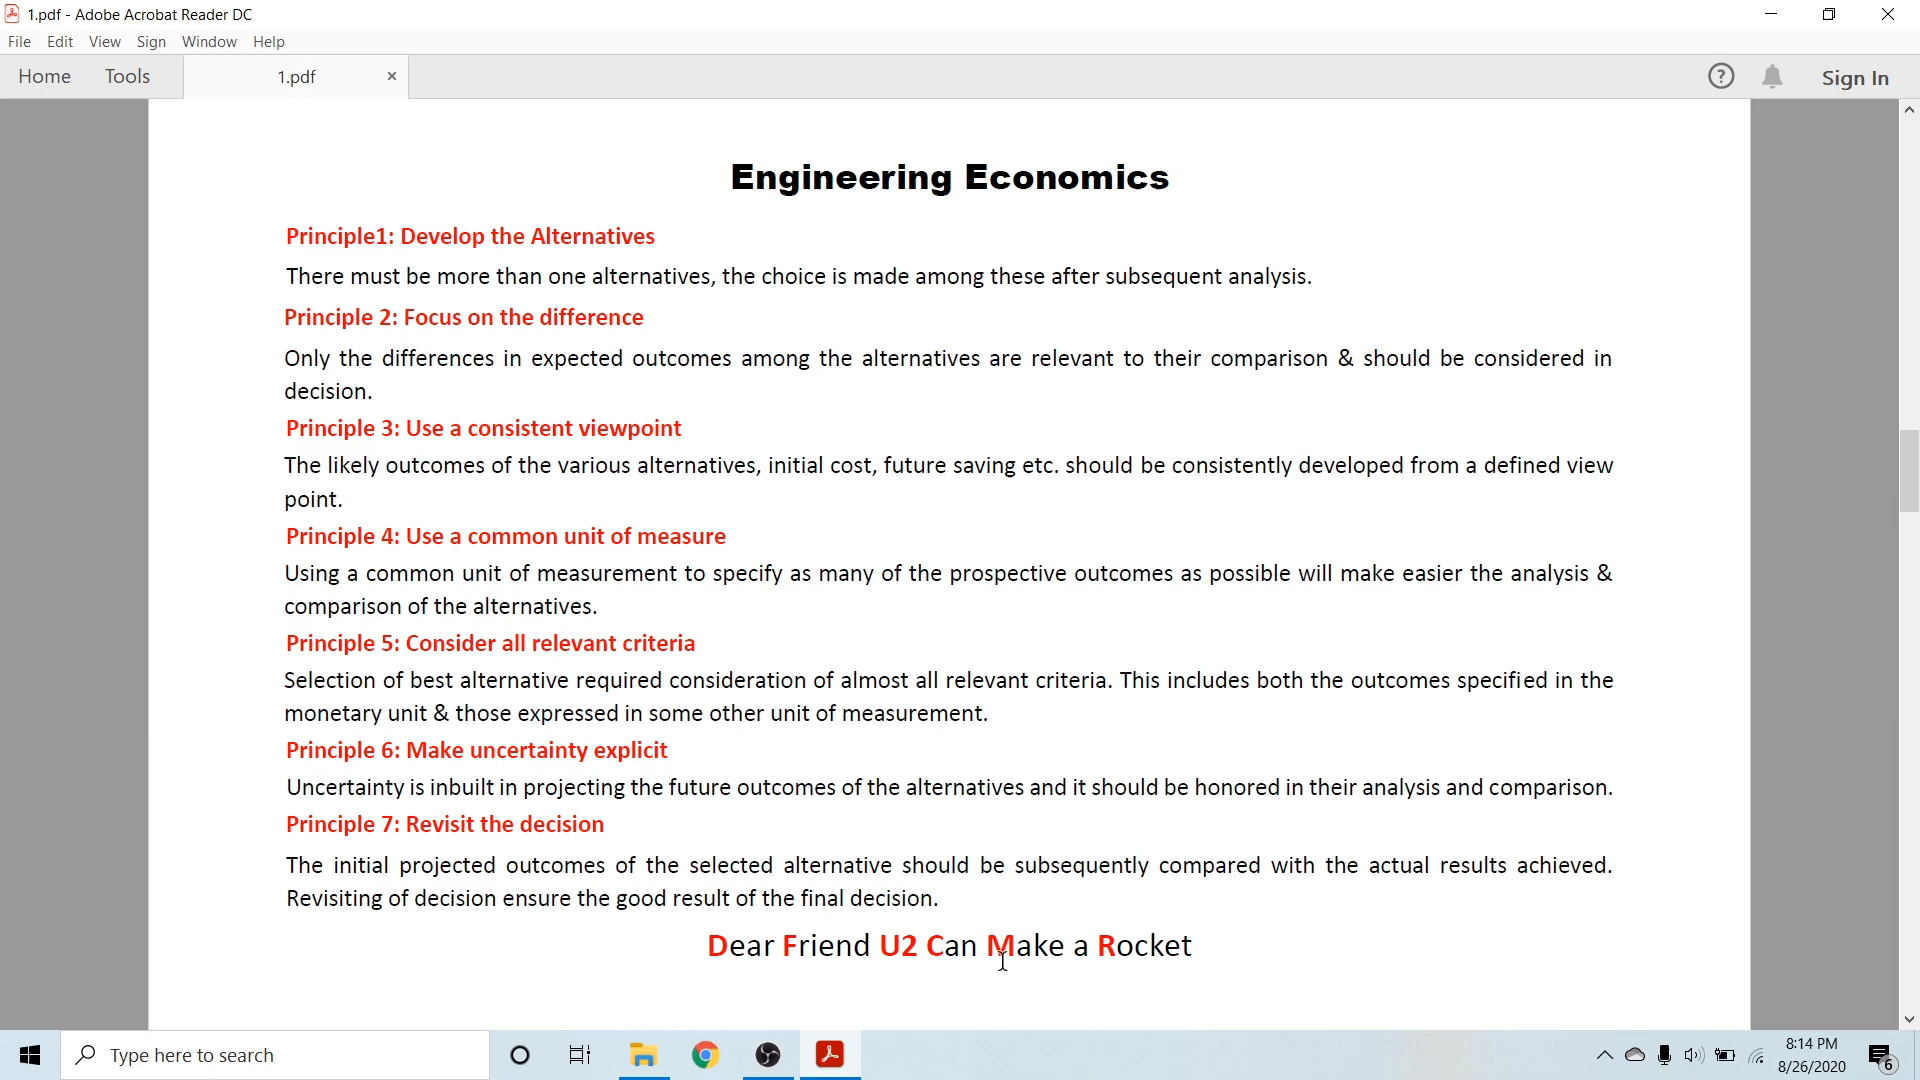 1.pdf - Adobe Acrobat Reader DC
File Edit View Sign Window Help
Home Tools 1.pdf × ? Sign In
Engineering Economics
Principle1: Develop the Alternatives
There must be more than one alternatives, the choice is made among these after subsequent analysis.
Principle 2: Focus on the difference
Only the differences in expected outcomes among the alternatives are relevant to their comparison & should be considered in
decision.
Principle 3: Use a consistent viewpoint
The likely outcomes of the various alternatives, initial cost, future saving etc. should be consistently developed from a defined view
point.
Principle 4: Use a common unit of measure
Using a common unit of measurement to specify as many of the prospective outcomes as possible will make easier the analysis &
comparison of the alternatives.
Principle 5: Consider all relevant criteria
Selection of best alternative required consideration of almost all relevant criteria. This includes both the outcomes specified in the
monetary unit & those expressed in some other unit of measurement.
Principle 6: Make uncertainty explicit
Uncertainty is inbuilt in projecting the future outcomes of the alternatives and it should be honored in their analysis and comparison.
Principle 7: Revisit the decision
The initial projected outcomes of the selected alternative should be subsequently compared with the actual results achieved.
Revisiting of decision ensure the good result of the final decision.
Dear Friend U2 Can Make a Rocket
Type here to search
8:14 PM
8/26/2020
6